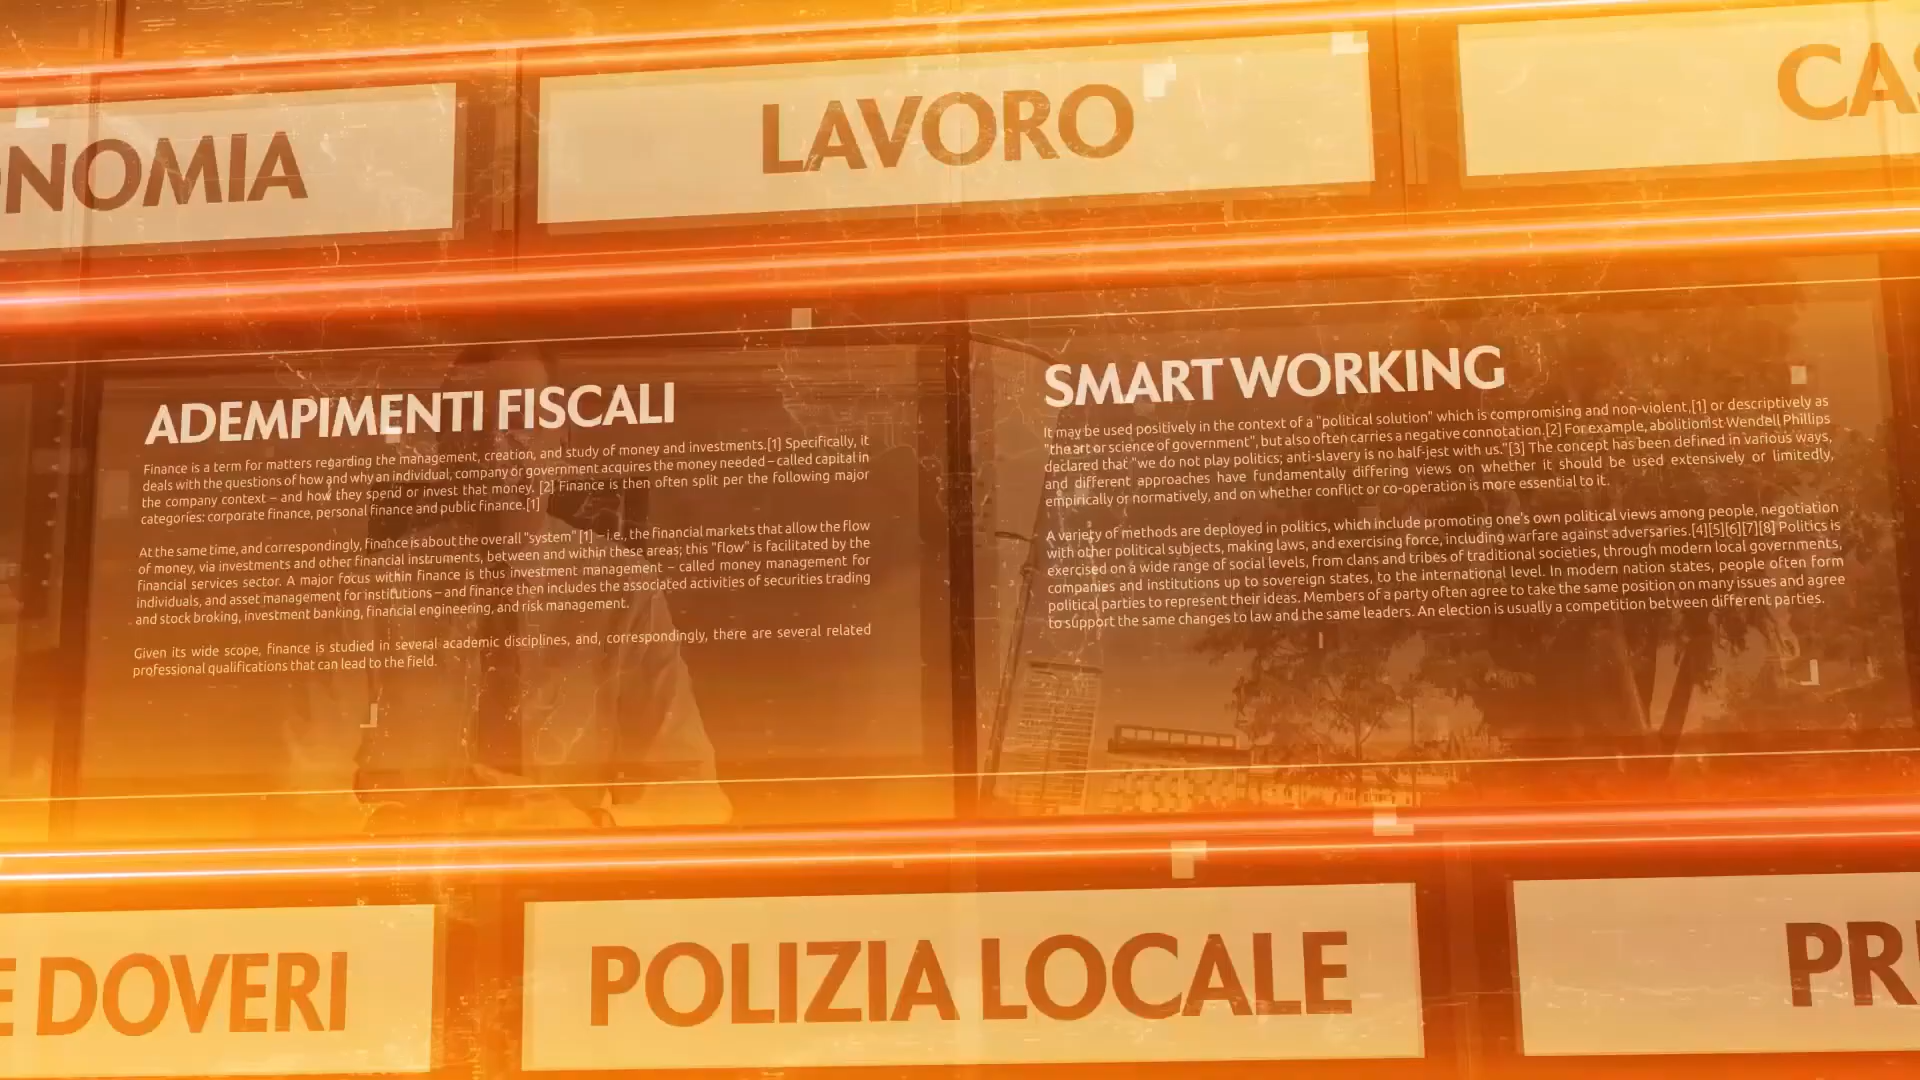 NOMIA
LAVORO
CAS
ADEMPIMENTI FISCALI
Finance is a term for matters regarding the management, creation, and study of money and investments.[1] Specifically, it
deals with the questions of how and why an individual, company or government acquires the money needed – called capital in
the company context – and how they spend or invest that money. [2] Finance is then often split per the following major
categories: corporate finance, personal finance and public finance.[1]
At the same time, and correspondingly, finance is about the overall "system" [1] – i.e., the financial markets that allow the flow
of money, via investments and other financial instruments, between and within these areas; this "flow" is facilitated by the
financial services sector. A major focus within finance is thus investment management – called money management for
individuals, and asset management for institutions – and finance then includes the associated activities of securities trading
and stock broking, investment banking, financial engineering, and risk management.
Given its wide scope, finance is studied in several academic disciplines, and, correspondingly, there are several related
professional qualifications that can lead to the field.
SMART WORKING
It may be used positively in the context of a "political solution" which is compromising and non-violent,[1] or descriptively as
"the art or science of government", but also often carries a negative connotation.[2] For example, abolitionist Wendell Phillips
declared that "we do not play politics; anti-slavery is no half-jest with us."[3] The concept has been defined in various ways,
and different approaches have fundamentally differing views on whether it should be used extensively or limitedly,
empirically or normatively, and on whether conflict or co-operation is more essential to it.
A variety of methods are deployed in politics, which include promoting one's own political views among people, negotiation
with other political subjects, making laws, and exercising force, including warfare against adversaries.[4][5][6][7][8] Politics is
exercised on a wide range of social levels, from clans and tribes of traditional societies, through modern local governments,
companies and institutions up to sovereign states, to the international level. In modern nation states, people often form
political parties to represent their ideas. Members of a party often agree to take the same position on many issues and agree
to support the same changes to law and the same leaders. An election is usually a competition between different parties.
E DOVERI
POLIZIA LOCALE
PR